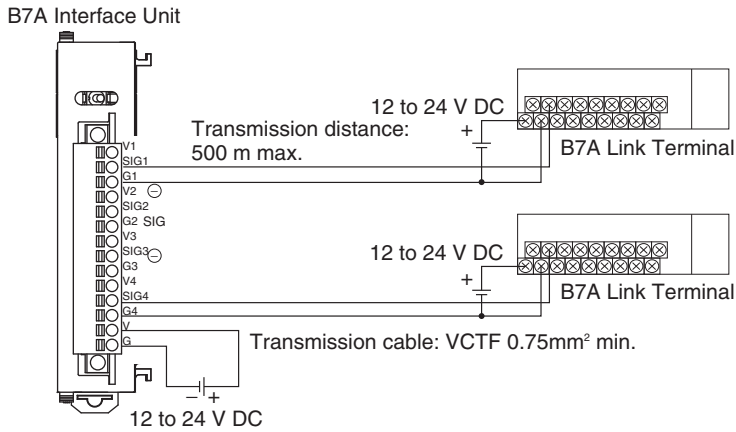 B7A Interface Unit
12 to 24 V DC
Transmission distance:
500 m max.
+
B7A Link Terminal
V1
SIG1
G1
V2
SIG2
G2 SIG
V3
SIG3
G3
V4
SIG4
G4
V
G
12 to 24 V DC
+
B7A Link Terminal
Transmission cable: VCTF 0.75mm² min.
− +
12 to 24 V DC